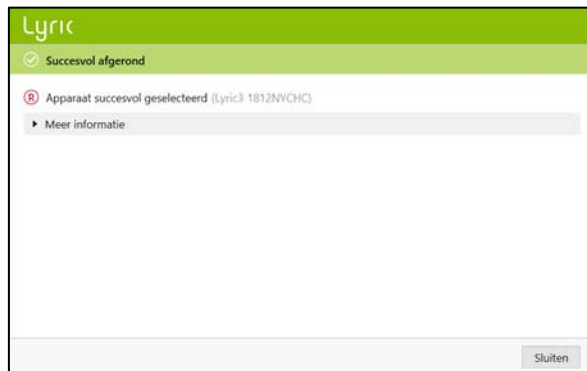 Lyric
Succesvol afgerond
R Apparaat succesvol geselecteerd (Lyric3 1812NYCHC)
Meer informatie
Sluiten